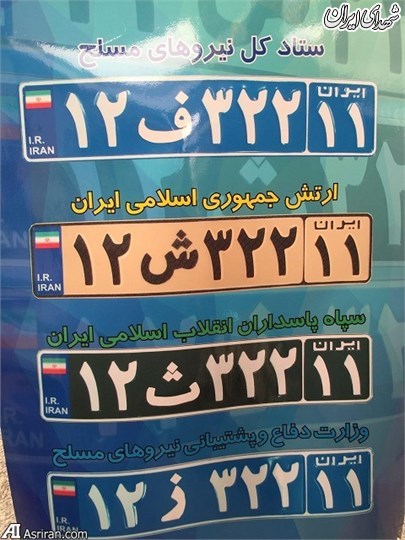 شهدای ایران
ستاد کل نیروهای مسلح
۱۲ ف ۳۲۲ ایران ۱۱
I.R. IRAN
ارتش جمهوری اسلامی ایران
۱۲ ش ۳۲۲ ایران ۱۱
I.R. IRAN
سپاه پاسداران انقلاب اسلامی ایران
۱۲ ث ۳۲۲ ایران ۱۱
I.R. IRAN
وزارت دفاع و پشتیبانی نیروهای مسلح
۱۲ ز ۳۲۲ ایران ۱۱
I.R. IRAN
Asriran.com